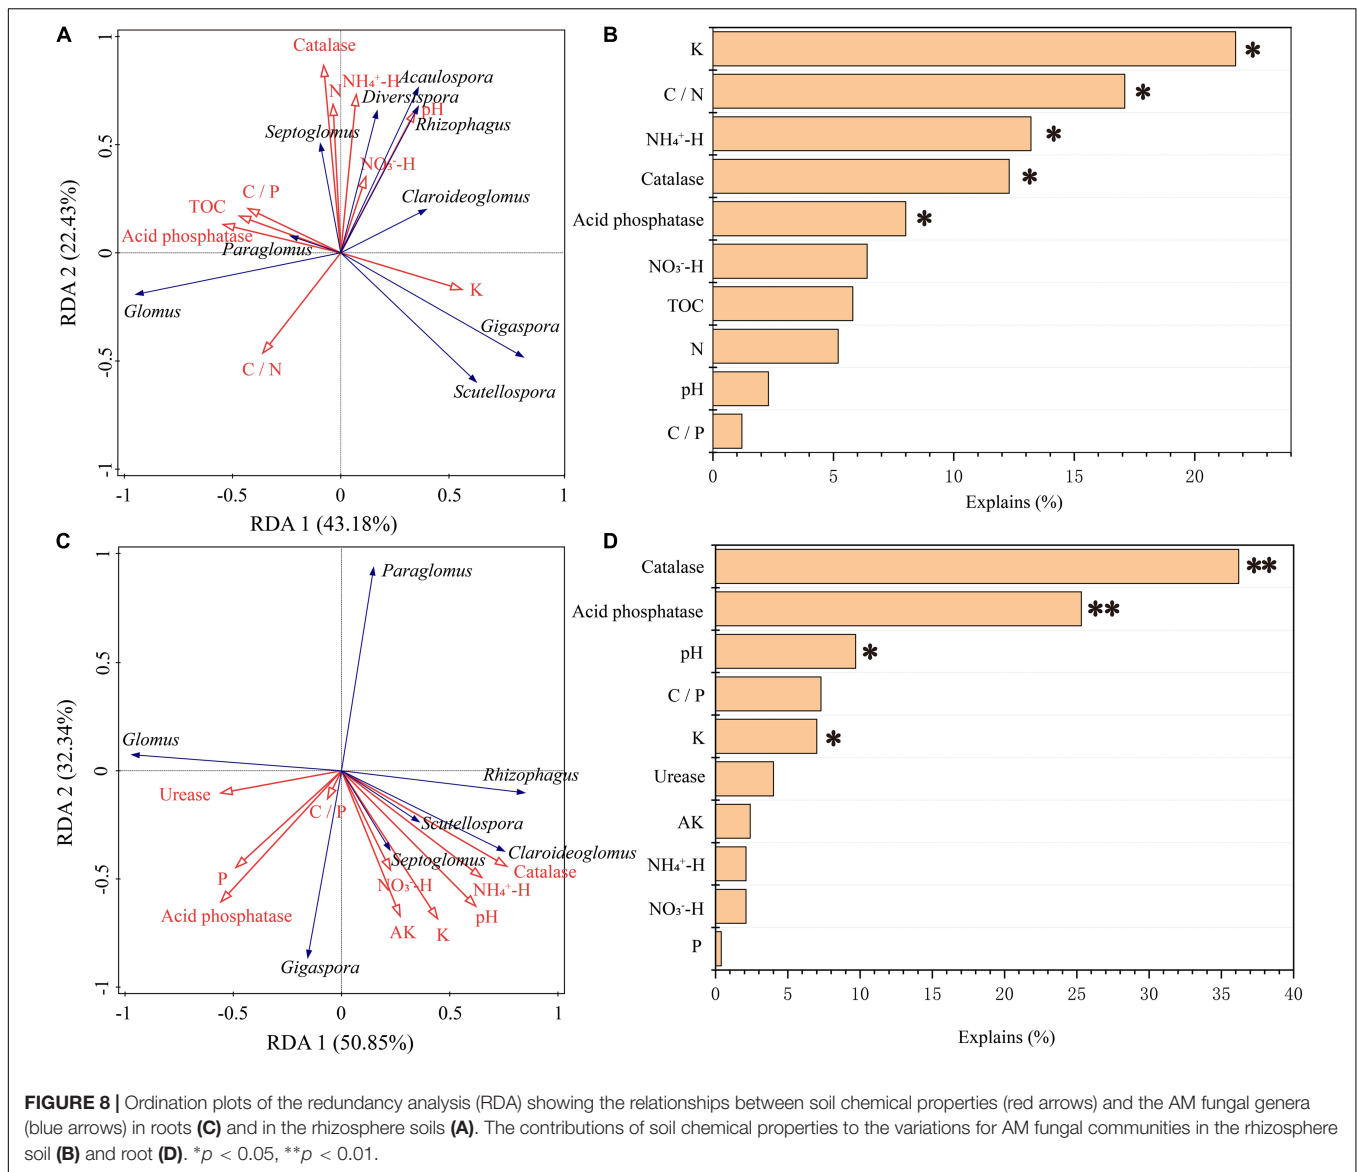 A
1
0.5
0
-0.5
-1
RDA 2 (22.43%)
Catalase
N
NH₄⁺-H
Acaulospora
Diversispora
pH
Rhizophagus
Septoglomus
NO₃⁻-H
Claroideoglomus
C / P
TOC
Acid phosphatase
Paraglomus
Glomus
K
Gigaspora
C / N
Scutellospora
-1 -0.5 0 0.5 1
RDA 1 (43.18%)
B
K *
C / N *
NH₄⁺-H *
Catalase *
Acid phosphatase *
NO₃⁻-H
TOC
N
pH
C / P
0 5 10 15 20
Explains (%)
C
1
0.5
0
-0.5
-1
RDA 2 (32.34%)
Paraglomus
Glomus
Rhizophagus
Urease
C / P
Scutellospora
Septoglomus
Claroideoglomus
Catalase
P
NO₃⁻-H
NH₄⁺-H
Acid phosphatase
AK
K
pH
Gigaspora
-1 -0.5 0 0.5 1
RDA 1 (50.85%)
D
Catalase **
Acid phosphatase **
pH *
C / P
K *
Urease
AK
NH₄⁺-H
NO₃⁻-H
P
0 5 10 15 20 25 30 35 40
Explains (%)
FIGURE 8 | Ordination plots of the redundancy analysis (RDA) showing the relationships between soil chemical properties (red arrows) and the AM fungal genera
(blue arrows) in roots (C) and in the rhizosphere soils (A). The contributions of soil chemical properties to the variations for AM fungal communities in the rhizosphere
soil (B) and root (D). *p < 0.05, **p < 0.01.